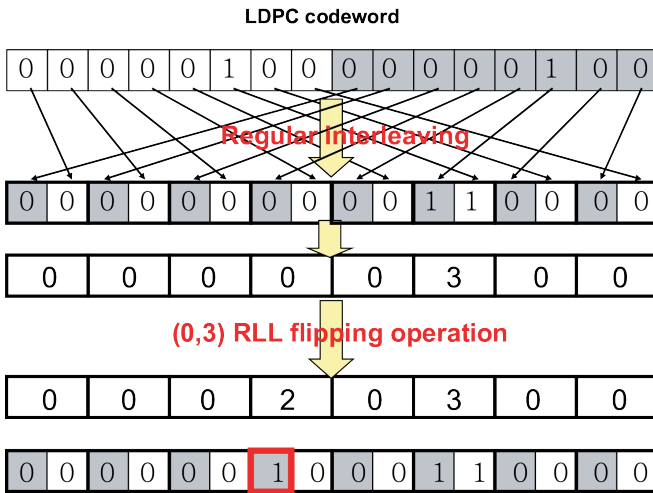 LDPC codeword
0 0 0 0 0 1 0 0 0 0 0 0 0 1 0 0
Regular Interleaving
0 0 0 0 0 0 0 0 0 0 1 1 0 0 0 0
0 0 0 0 0 3 0 0
(0,3) RLL flipping operation
0 0 0 2 0 3 0 0
0 0 0 0 0 0 1 0 0 0 1 1 0 0 0 0